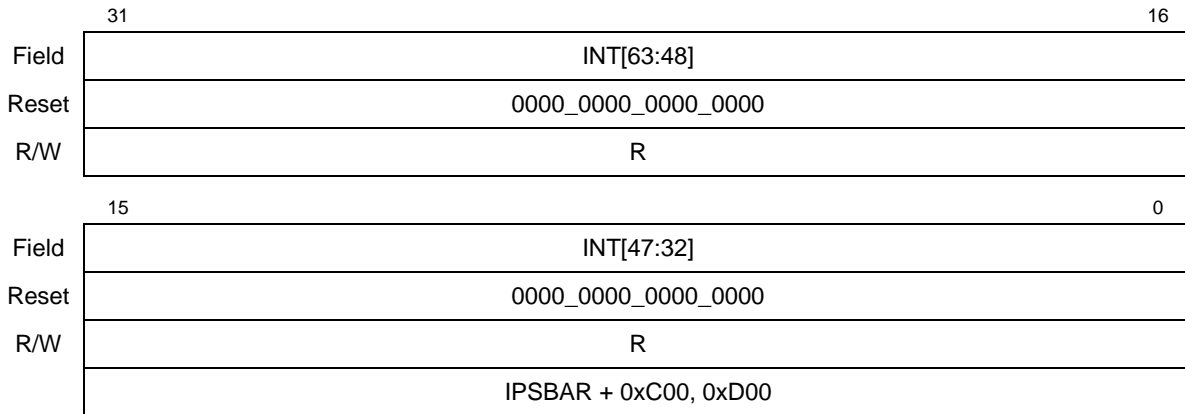 31 16
Field INT[63:48]
Reset 0000_0000_0000_0000
R/W R
15 0
Field INT[47:32]
Reset 0000_0000_0000_0000
R/W R
IPSBAR + 0xC00, 0xD00